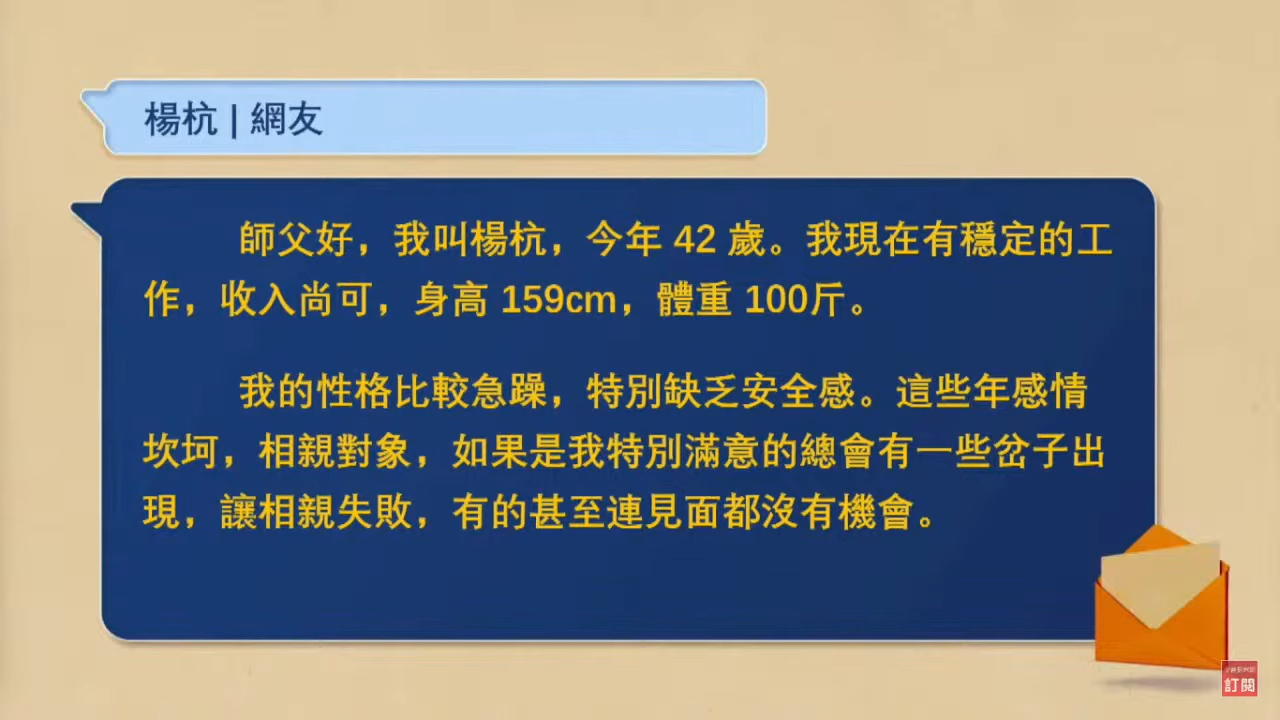 楊杭 | 網友
師父好，我叫楊杭，今年 42 歲。我現在有穩定的工
作，收入尚可，身高 159cm，體重 100斤。
我的性格比較急躁，特別缺乏安全感。這些年感情
坎坷，相親對象，如果是我特別滿意的總會有一些岔子出
現，讓相親失敗，有的甚至連見面都沒有機會。
訂閱